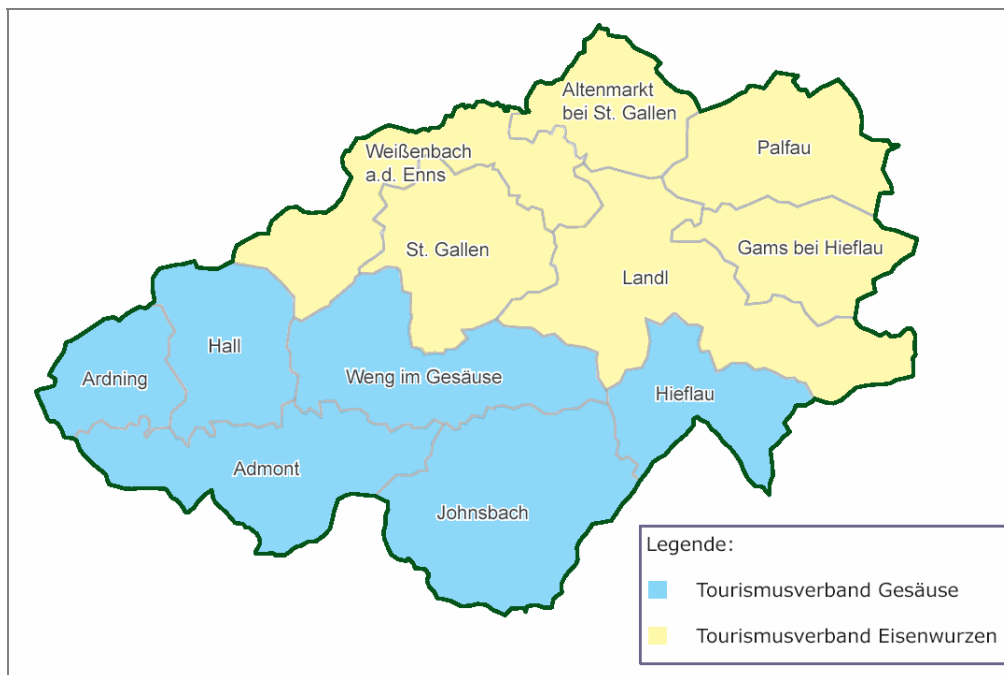 Altenmarkt
bei St. Gallen
Palfau
Weißenbach
a.d. Enns
St. Gallen
Gams bei Hieflau
Landl
Hall
Ardning
Weng im Gesäuse
Hieflau
Admont
Johnsbach
Legende:
Tourismusverband Gesäuse
Tourismusverband Eisenwurzen